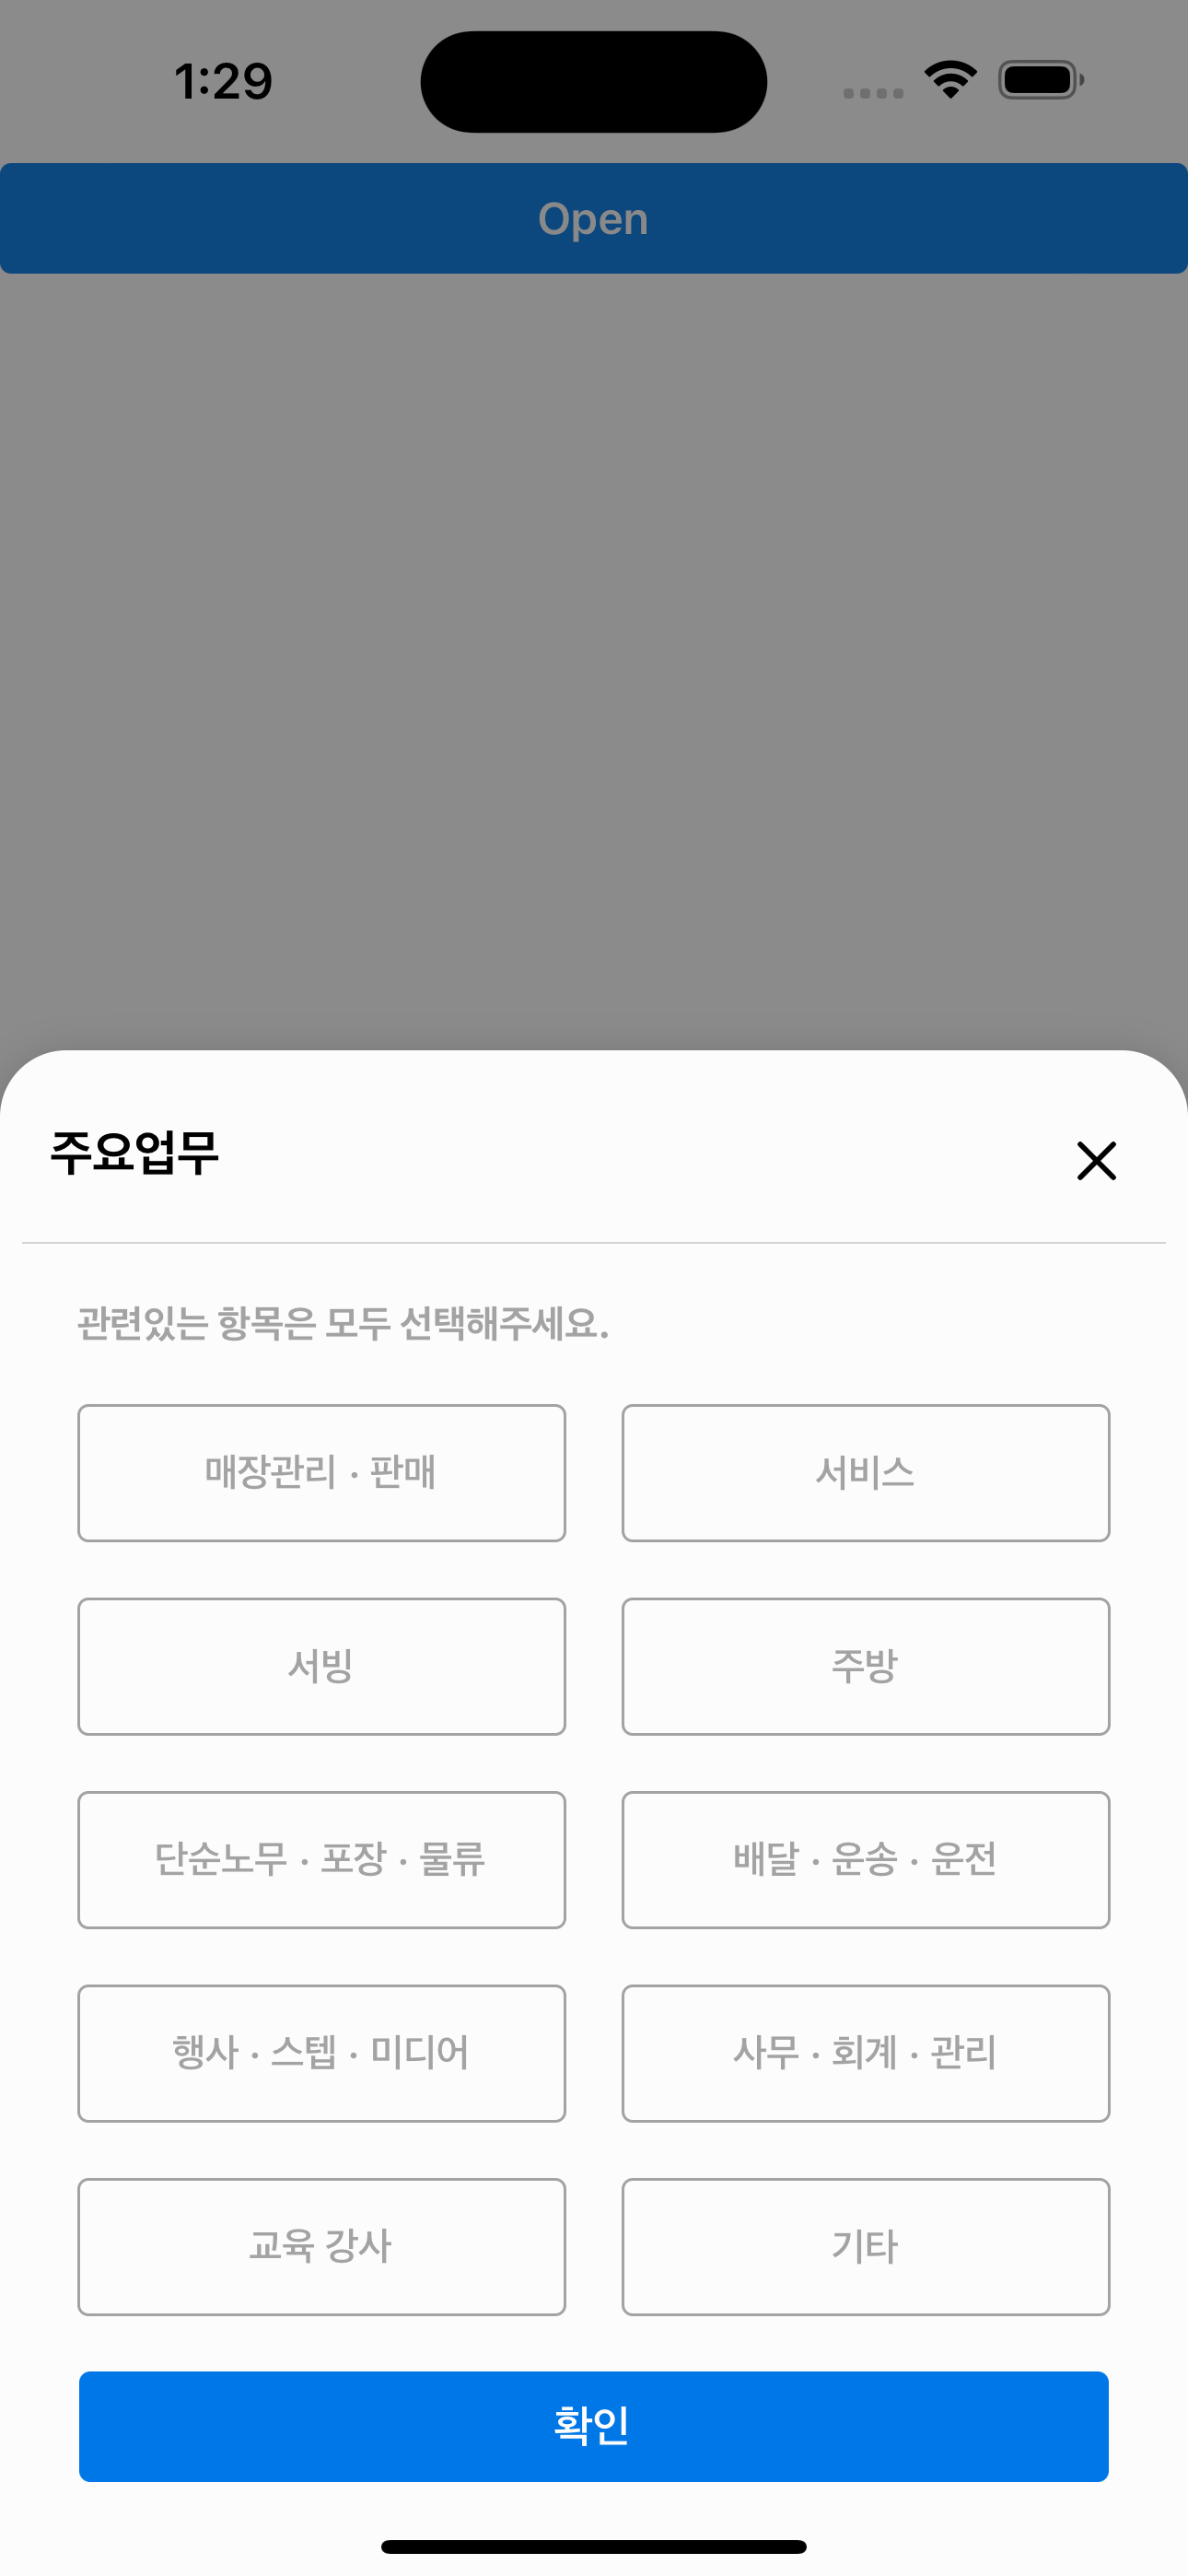 1:29
Open
주요업무
관련있는 항목은 모두 선택해주세요.
매장관리 · 판매
서비스
서빙
주방
단수노무 · 포장 · 물류
배달 · 운송 · 운전
행사 · 스텝 · 미디어
사무 · 회계 · 관리
교육 강사
기타
확인